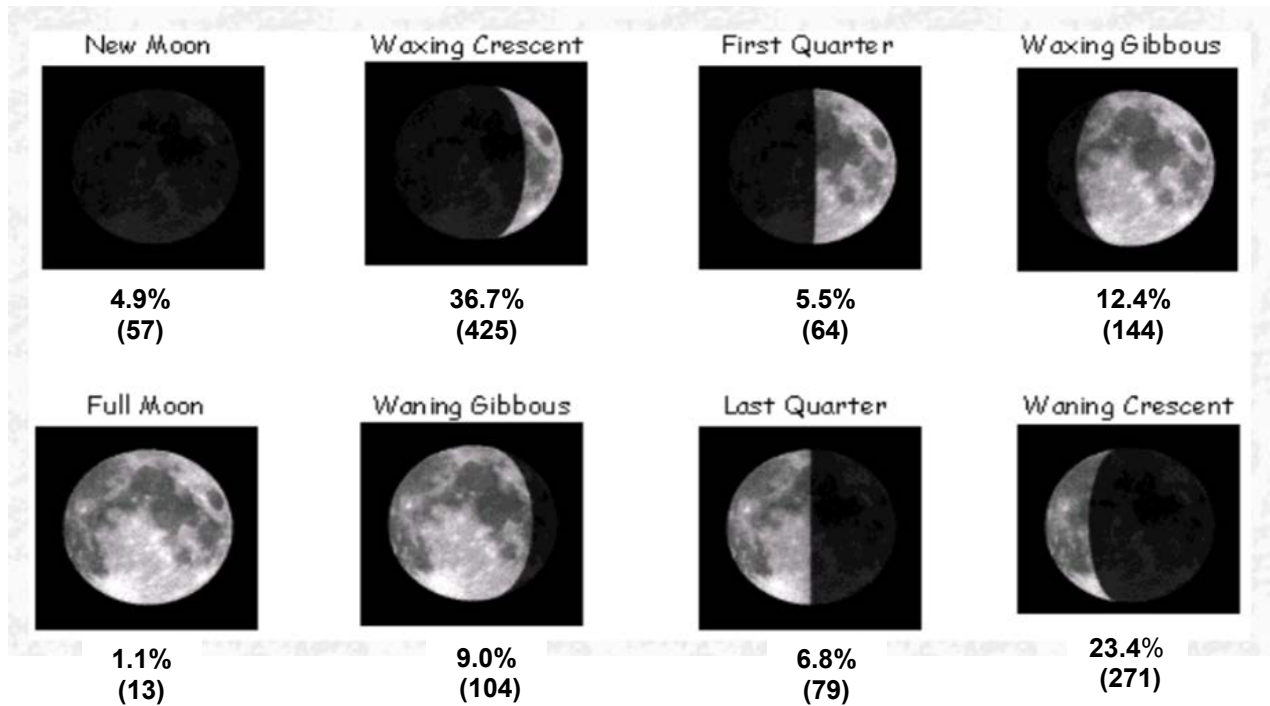 New Moon
Waxing Crescent
First Quarter
Waxing Gibbous
4.9%
(57)
36.7%
(425)
5.5%
(64)
12.4%
(144)
Full Moon
Waning Gibbous
Last Quarter
Waning Crescent
1.1%
(13)
9.0%
(104)
6.8%
(79)
23.4%
(271)